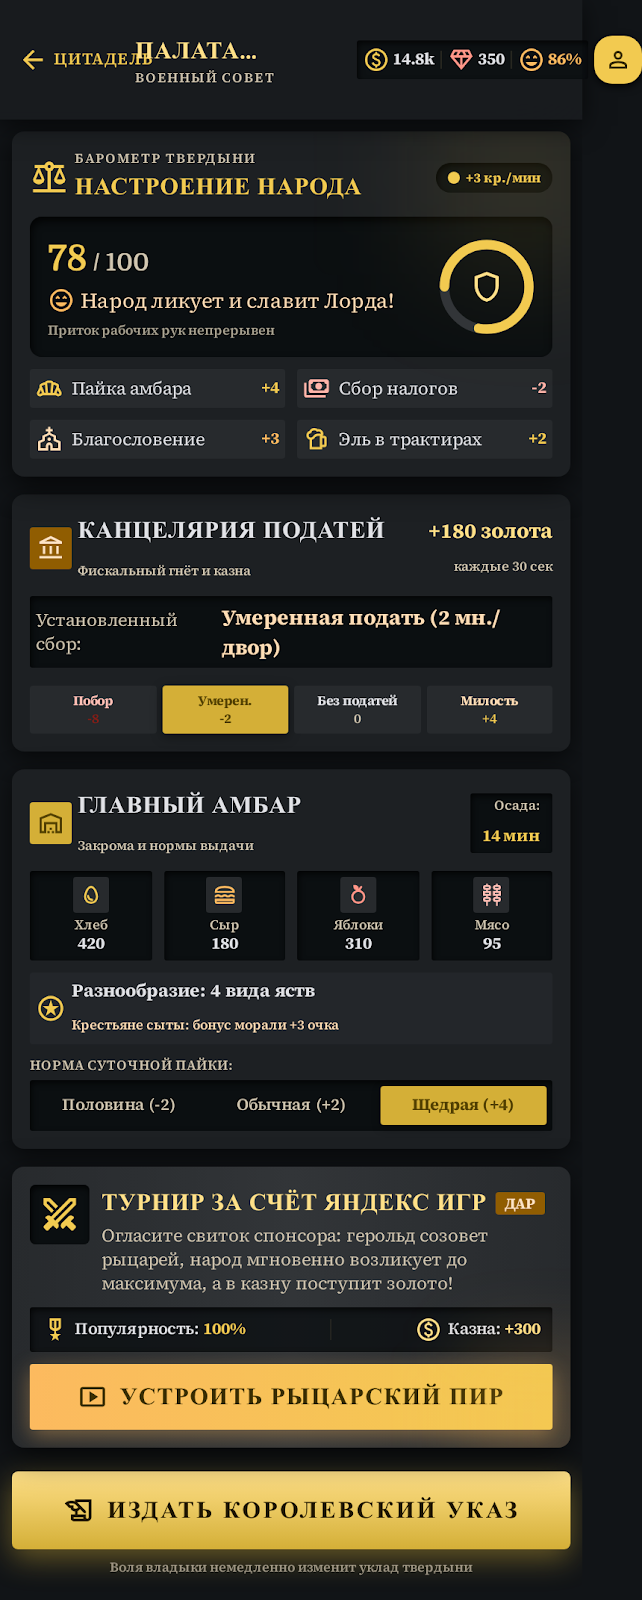 ЦИТАДЕЛЬ
ПАЛАТА...
ВОЕННЫЙ СОВЕТ
14.8k 350 86%
БАРОМЕТР ТВЕРДЫНИ
НАСТРОЕНИЕ НАРОДА
+3 кр./мин
78 / 100
Народ ликует и славит Лорда!
Приток рабочих рук непрерывен
Пайка амбара +4
Сбор налогов -2
Благословение +3
Эль в трактирах +2
КАНЦЕЛЯРИЯ ПОДАТЕЙ
Фискальный гнёт и казна
+180 золота
каждые 30 сек
Установленный
сбор:
Умеренная подать (2 мн./
двор)
Побор
-8
Умерен.
-2
Без податей
0
Милость
+4
ГЛАВНЫЙ АМБАР
Закрома и нормы выдачи
Осада:
14 мин
Хлеб
420
Сыр
180
Яблоки
310
Мясо
95
Разнообразие: 4 вида яств
Крестьяне сыты: бонус морали +3 очка
НОРМА СУТОЧНОЙ ПАЙКИ:
Половина (-2)
Обычная (+2)
Щедрая (+4)
ТУРНИР ЗА СЧЁТ ЯНДЕКС ИГР ДАР
Огласите свиток спонсора: герольд созовет
рыцарей, народ мгновенно возликует до
максимума, а в казну поступит золото!
Популярность: 100%
Казна: +300
УСТРОИТЬ РЫЦАРСКИЙ ПИР
ИЗДАТЬ КОРОЛЕВСКИЙ УКАЗ
Воля владыки немедленно изменит уклад твердыни